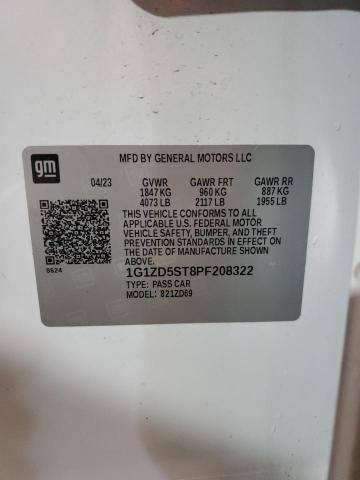 gm
MFD BY GENERAL MOTORS LLC
04/23 GVWR GAWR FRT GAWR RR
1847 KG 960 KG 887 KG
4073 LB 2117 LB 1955 LB
THIS VEHICLE CONFORMS TO ALL
APPLICABLE U.S. FEDERAL MOTOR
VEHICLE SAFETY, BUMPER, AND THEFT
PREVENTION STANDARDS IN EFFECT ON
THE DATE OF MANUFACTURE SHOWN
ABOVE.
8624
1G1ZD5ST8PF208322
TYPE: PASS CAR
MODEL: 821ZD69